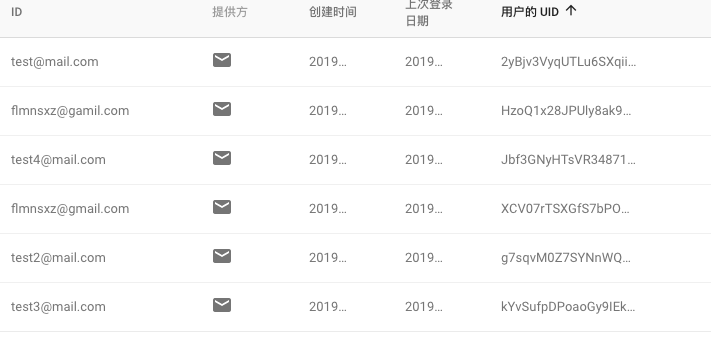 ID 提供方 创建时间 上次登录日期 用户的 UID
test@mail.com 2019… 2019… 2yBjv3VyqUTLu6SXqii…
flmnsxz@gamil.com 2019… 2019… HzoQ1x28JPUly8ak9…
test4@mail.com 2019… 2019… Jbf3GNyHTsVR34871…
flmnsxz@gmail.com 2019… 2019… XCV07rTSXGfS7bPO…
test2@mail.com 2019… 2019… g7sqvM0Z7SYNnWQ…
test3@mail.com 2019… 2019… kYvSufpDPoaoGy9IEk…